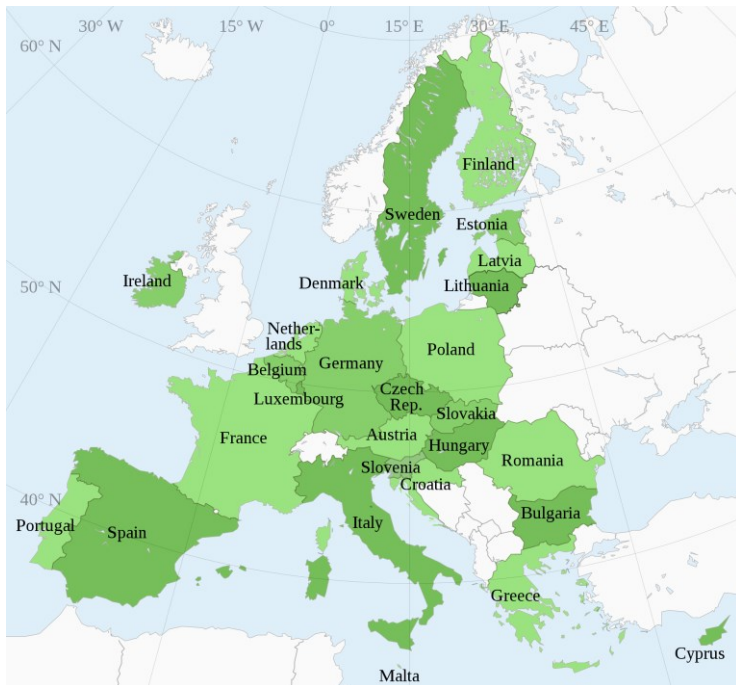 30° W
15° W
0°
15° E
30° E
45° E
60° N
Finland
Sweden
Estonia
Latvia
Ireland
Denmark
Lithuania
50° N
Nether-
lands
Poland
Belgium
Germany
Czech
Rep.
Luxembourg
Slovakia
France
Austria
Hungary
Romania
Slovenia
Croatia
40° N
Portugal
Spain
Italy
Bulgaria
Greece
Cyprus
Malta